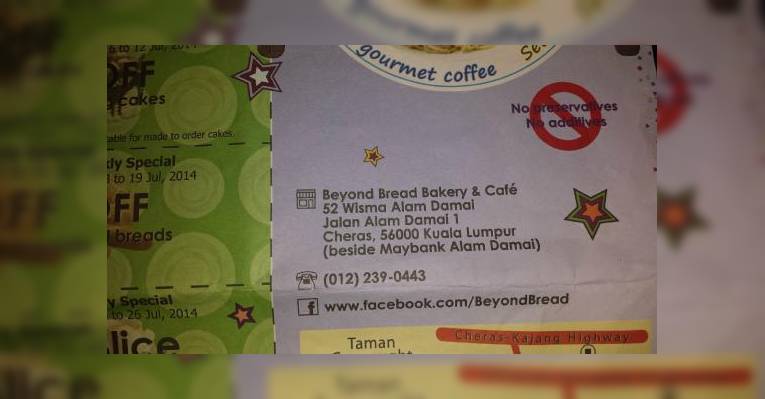 to 12 Jul, 2014
OFF
cakes
able for made to order cakes.
Special
to 19 Jul, 2014
FF
breads
Special
to 26 Jul, 2014
lice
gourmet coffee
No preservatives
No additives
Beyond Bread Bakery & Café
52 Wisma Alam Damai
Jalan Alam Damai 1
Cheras, 56000 Kuala Lumpur
(beside Maybank Alam Damai)
(012) 239-0443
f www.facebook.com/BeyondBread
Cheras-Kajang Highway
Taman